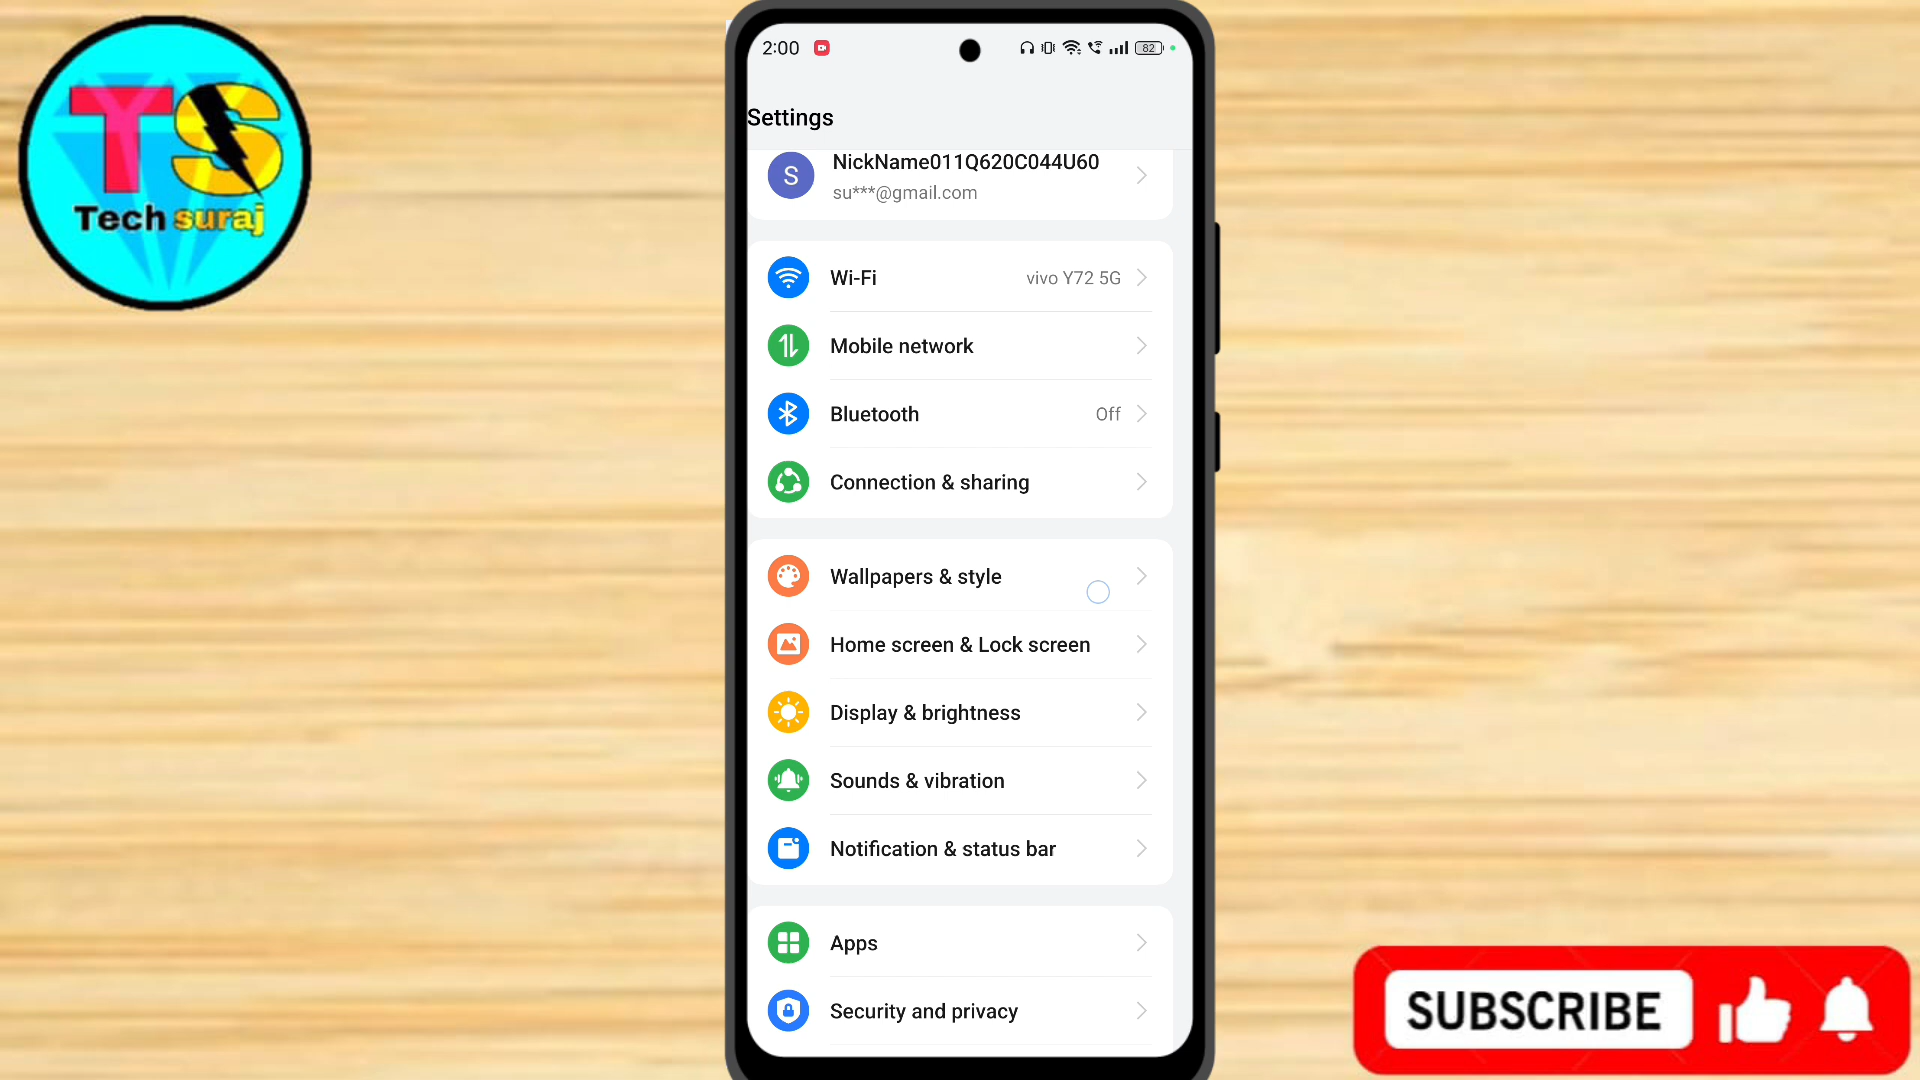 TS
Tech suraj
2:00
82
Settings
S
NickName011Q620C044U60
su***@gmail.com
Wi-Fi
vivo Y72 5G
Mobile network
Bluetooth
Off
Connection & sharing
Wallpapers & style
Home screen & Lock screen
Display & brightness
Sounds & vibration
Notification & status bar
Apps
Security and privacy
SUBSCRIBE